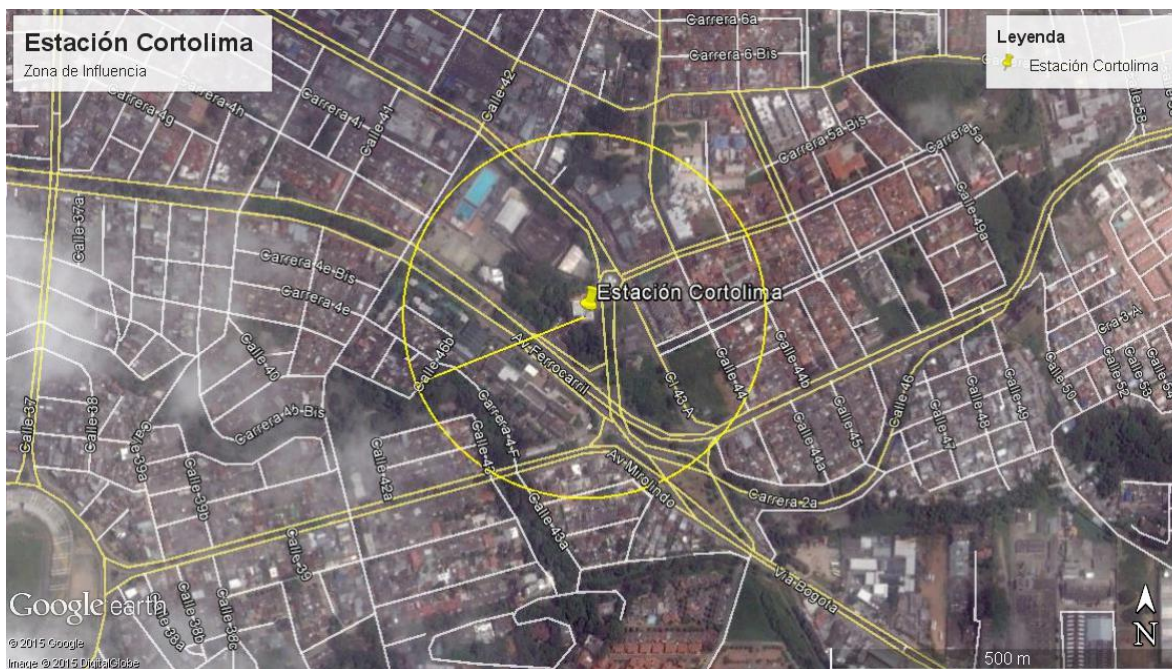 Estación Cortolima
Zona de Influencia
Leyenda
Estación Cortolima
Carrera 6a
Carrera 6 Bis
Calle 42
Carrera 4g
Carrera 4h
Carrera 4i
Calle 41
Calle 58
Carrera 5a Bis
Carrera 5a
Calle 37a
Calle 49a
Carrera 4e Bis
Carrera 4e
Estación Cortolima
Cra 3 A
Av. Ferrocarril
Calle 46b
Cl 43 A
Calle 44
Calle 44b
Calle 40
Calle 46
Calle 50
Calle 52
Calle 53
Calle 37
Calle 38
Carrera 4b Bis
Calle 45
Calle 49
Calle 48
Calle 47
Calle 39a
Calle 39b
Calle 42a
Calle 44a
Av Mirolindo
Carrera 2a
Calle 43a
Calle 39
Vía Bogotá
Google earth
Calle 38a
Calle 38b
Calle 38c
N
© 2015 Google
Image © 2015 DigitalGlobe
500 m